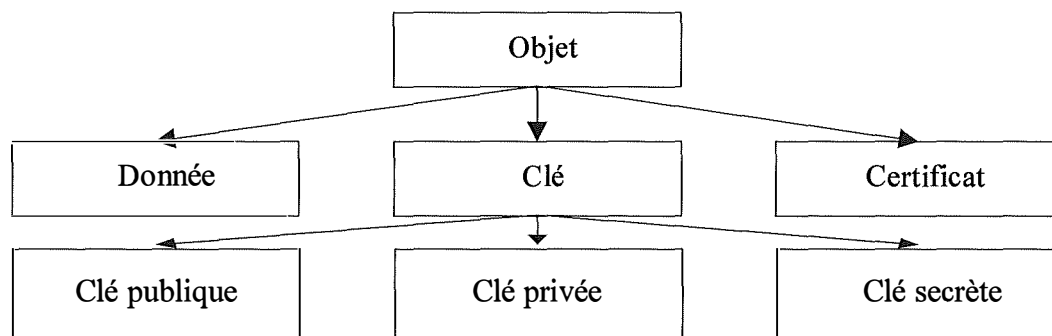 Objet
Donnée
Clé
Certificat
Clé publique
Clé privée
Clé secrète